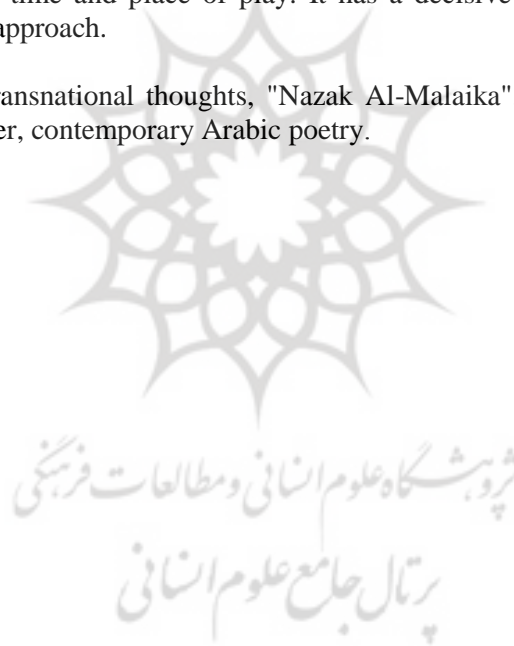 time and place of play. It has a decisive
approach.
ransnational thoughts, "Nazak Al-Malaika"
er, contemporary Arabic poetry.
پژوهشگاه علوم انسانی و مطالعات فرهنگی
پرتال جامع علوم انسانی